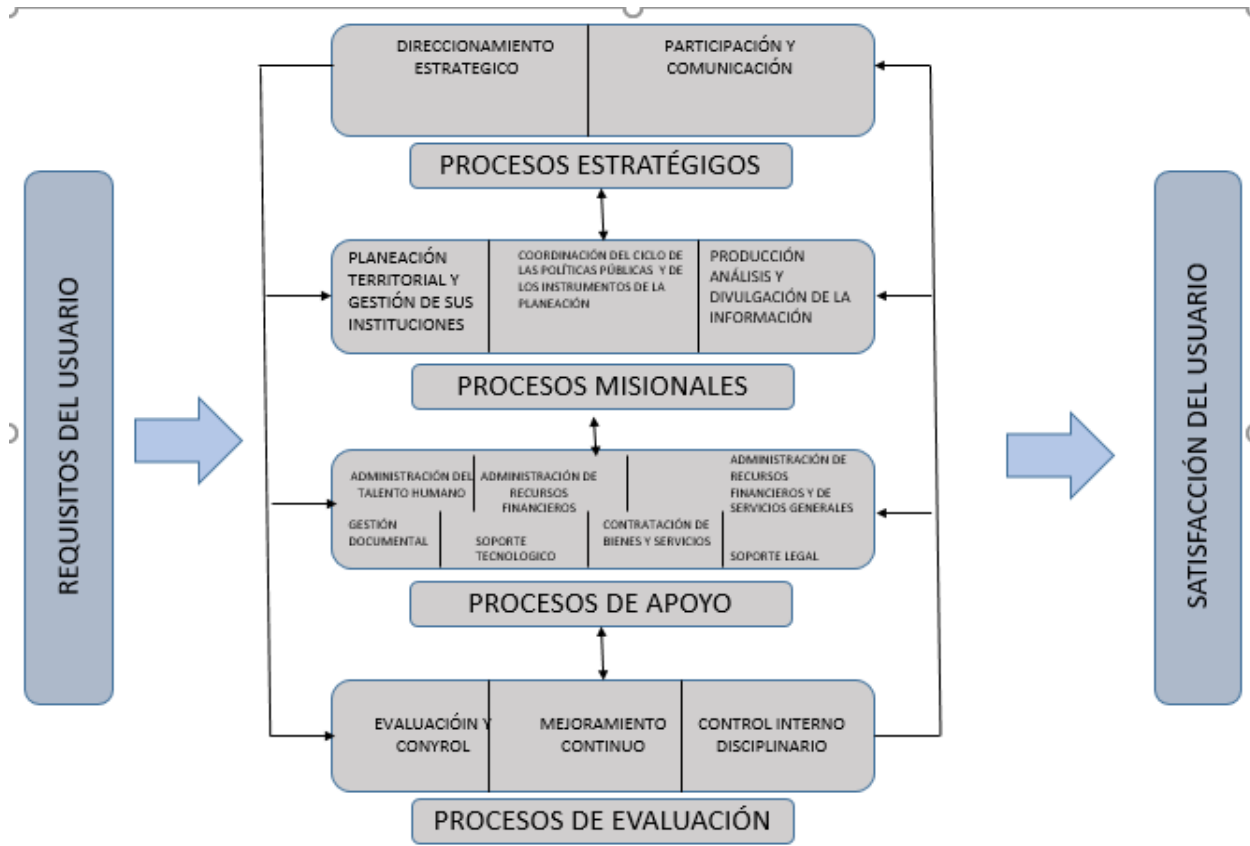 DIRECCIONAMIENTO
ESTRATEGICO
PARTICIPACIÓN Y
COMUNICACIÓN
PROCESOS ESTRATÉGIGOS
REQUISITOS DEL USUARIO
PLANEACIÓN
TERRITORIAL Y
GESTIÓN DE SUS
INSTITUCIONES
COORDINACIÓN DEL CICLO DE
LAS POLÍTICAS PÚBLICAS Y DE
LOS INSTRUMENTOS DE LA
PLANEACIÓN
PRODUCCIÓN
ANÁLISIS Y
DIVULGACIÓN DE LA
INFORMACIÓN
PROCESOS MISIONALES
ADMINISTRACIÓN DEL
TALENTO HUMANO
ADMINISTRACIÓN DE
RECURSOS
FINANCIEROS
ADMINISTRACIÓN DE
RECURSOS
FINANCIEROS Y DE
SERVICIOS GENERALES
GESTIÓN
DOCUMENTAL
SOPORTE
TECNOLOGICO
CONTRATACIÓN DE
BIENES Y SERVICIOS
SOPORTE LEGAL
PROCESOS DE APOYO
EVALUACIÓIN Y
CONYROL
MEJORAMIENTO
CONTINUO
CONTROL INTERNO
DISCIPLINARIO
PROCESOS DE EVALUACIÓN
SATISFACCIÓN DEL USUARIO